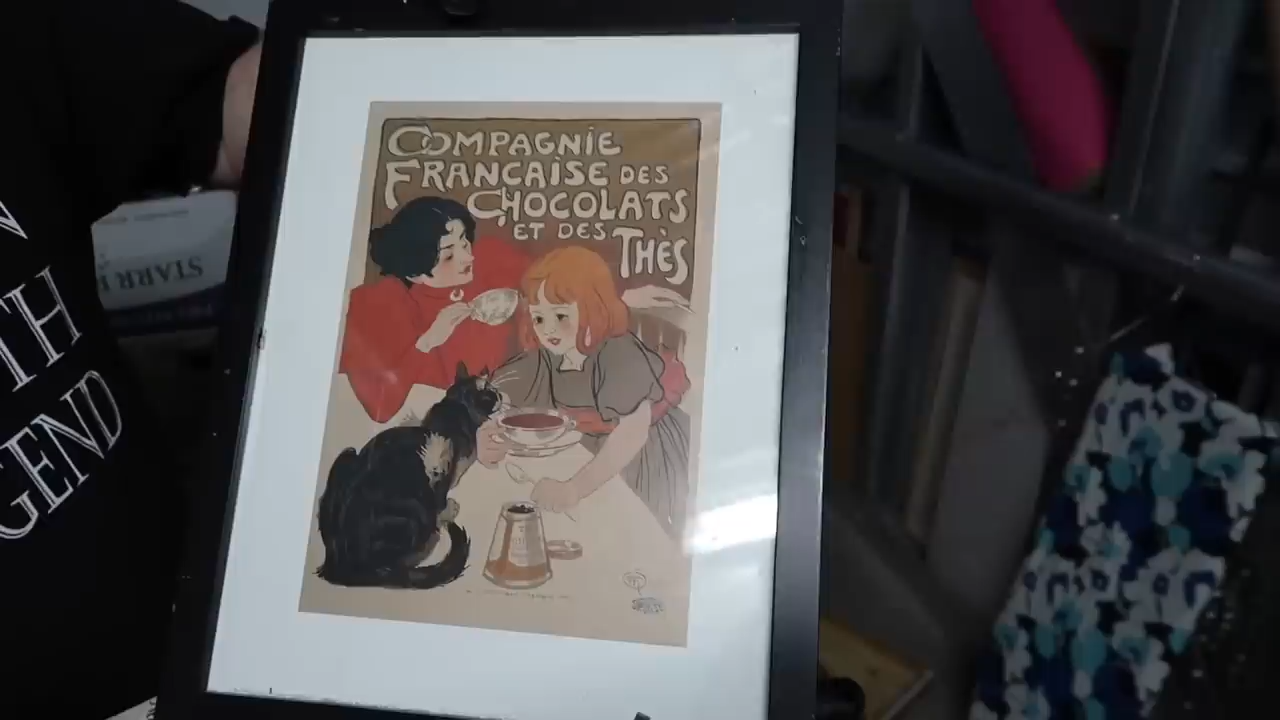 COMPAGNIE
FRANCAISE DES
CHOCOLATS
ET DES
THÈS
TH
GEND
STARR